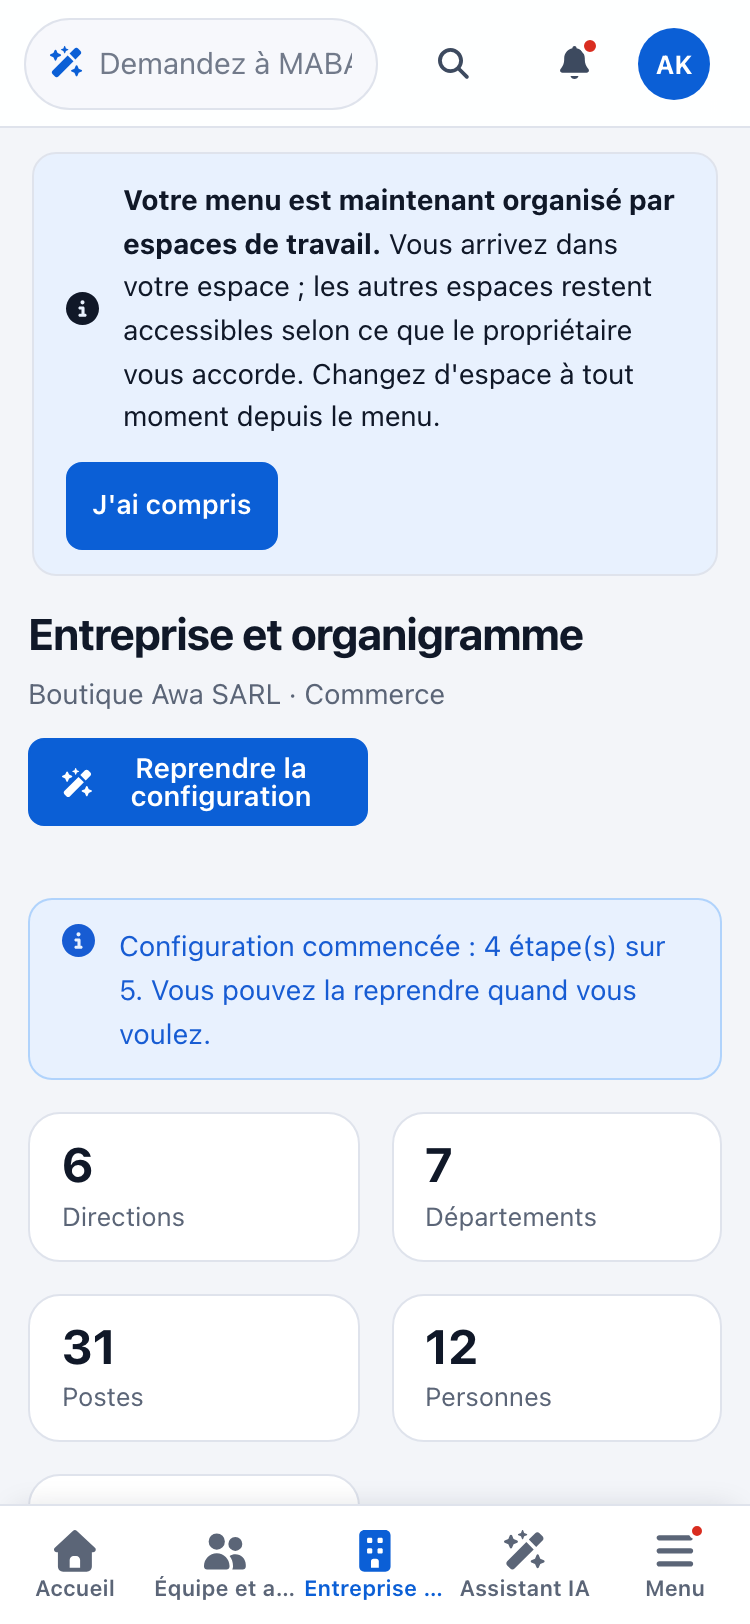 Demandez à MABA
AK
Votre menu est maintenant organisé par
espaces de travail. Vous arrivez dans
votre espace ; les autres espaces restent
accessibles selon ce que le propriétaire
vous accorde. Changez d'espace à tout
moment depuis le menu.
J'ai compris
Entreprise et organigramme
Boutique Awa SARL · Commerce
Reprendre la
configuration
Configuration commencée : 4 étape(s) sur
5. Vous pouvez la reprendre quand vous
voulez.
6
Directions
7
Départements
31
Postes
12
Personnes
Accueil
Équipe et a...
Entreprise ...
Assistant IA
Menu